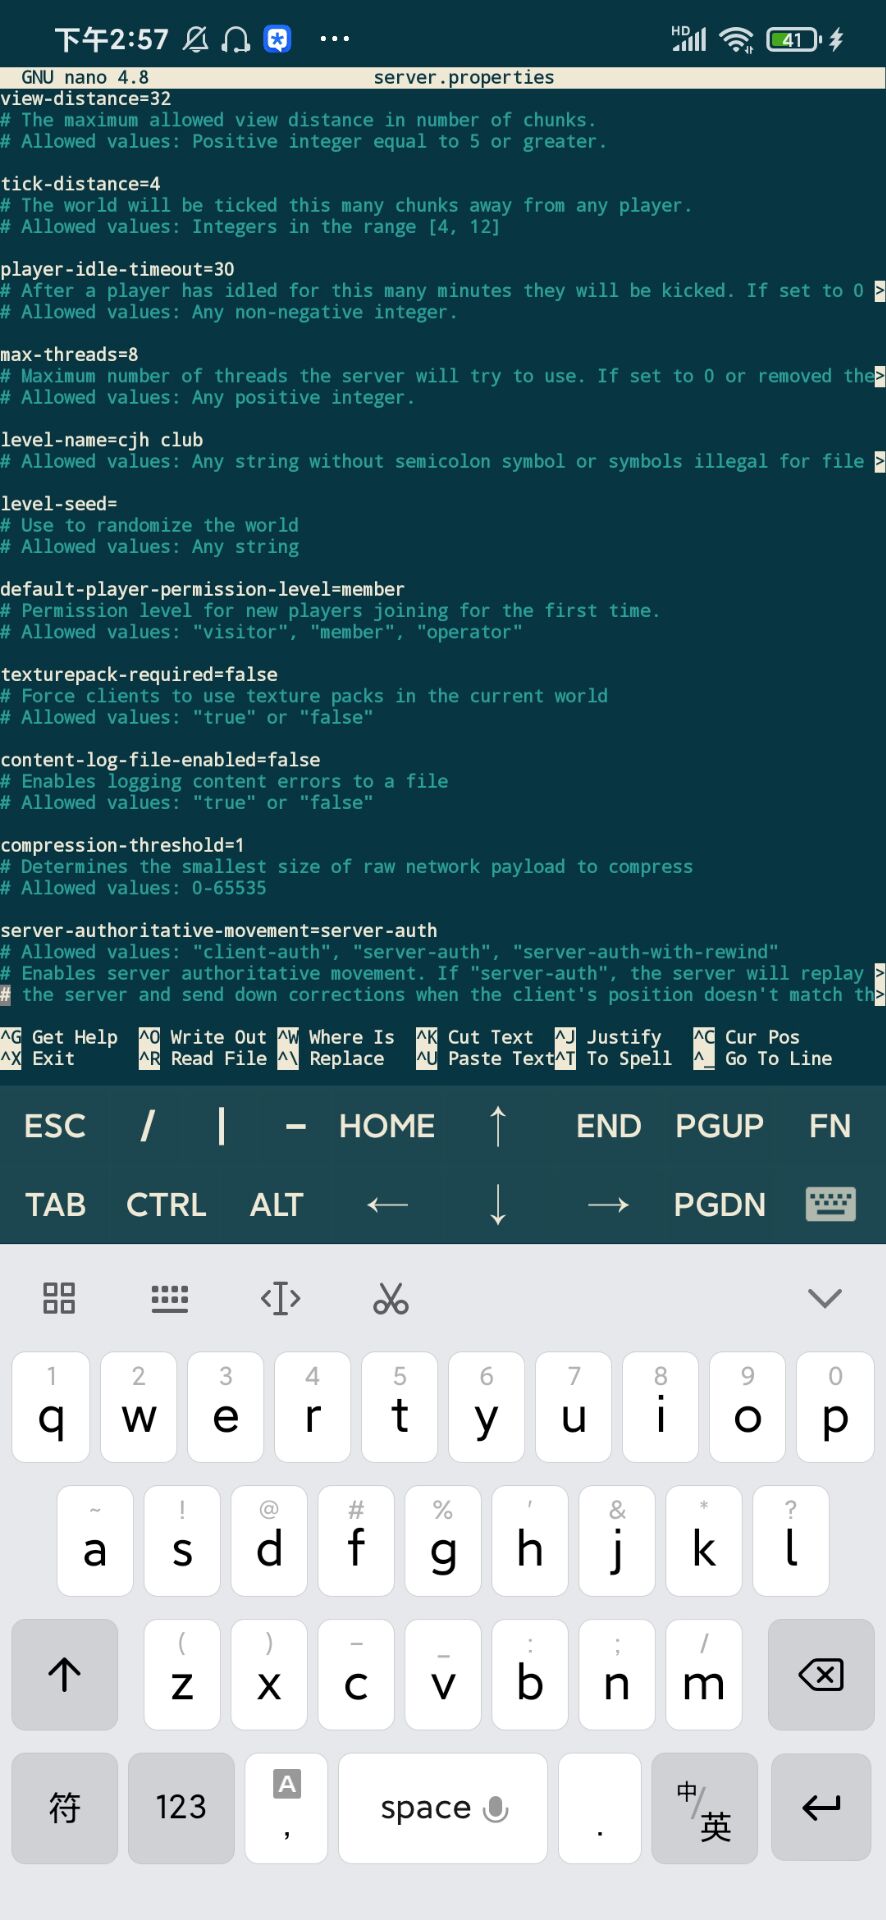 下午2:57 HD 41
GNU nano 4.8 server.properties
view-distance=32
# The maximum allowed view distance in number of chunks.
# Allowed values: Positive integer equal to 5 or greater.
tick-distance=4
# The world will be ticked this many chunks away from any player.
# Allowed values: Integers in the range [4, 12]
player-idle-timeout=30
# After a player has idled for this many minutes they will be kicked. If set to 0 >
# Allowed values: Any non-negative integer.
max-threads=8
# Maximum number of threads the server will try to use. If set to 0 or removed the>
# Allowed values: Any positive integer.
level-name=cjh club
# Allowed values: Any string without semicolon symbol or symbols illegal for file >
level-seed=
# Use to randomize the world
# Allowed values: Any string
default-player-permission-level=member
# Permission level for new players joining for the first time.
# Allowed values: "visitor", "member", "operator"
texturepack-required=false
# Force clients to use texture packs in the current world
# Allowed values: "true" or "false"
content-log-file-enabled=false
# Enables logging content errors to a file
# Allowed values: "true" or "false"
compression-threshold=1
# Determines the smallest size of raw network payload to compress
# Allowed values: 0-65535
server-authoritative-movement=server-auth
# Allowed values: "client-auth", "server-auth", "server-auth-with-rewind"
# Enables server authoritative movement. If "server-auth", the server will replay >
# the server and send down corrections when the client's position doesn't match th>
^G Get Help ^O Write Out ^W Where Is ^K Cut Text ^J Justify ^C Cur Pos
^X Exit ^R Read File ^\ Replace ^U Paste Text ^T To Spell ^_ Go To Line
ESC / | – HOME ↑ END PGUP FN
TAB CTRL ALT ← ↓ → PGDN
1 2 3 4 5 6 7 8 9 0
q w e r t y u i o p
~ ! @ # % ' & * ?
a s d f g h j k l
( ) – _ : ; /
z x c v b n m
符 123 A , space . 中/英